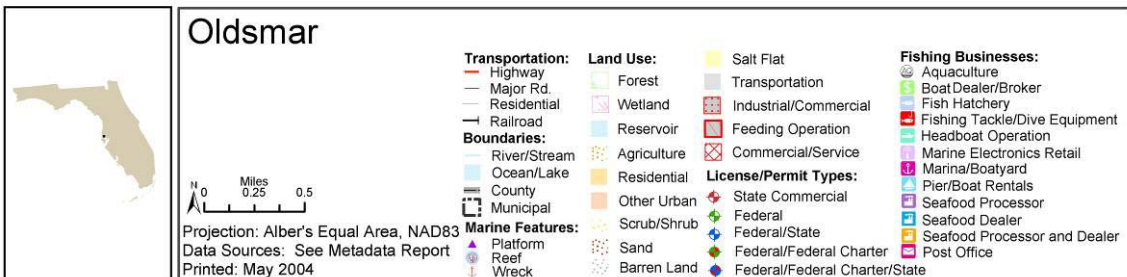 Oldsmar
N
Miles
0 0.25 0.5
Projection: Alber's Equal Area, NAD83
Data Sources: See Metadata Report
Printed: May 2004
Transportation:
Highway
Major Rd.
Residential
Railroad
Boundaries:
River/Stream
Ocean/Lake
County
Municipal
Marine Features:
Platform
Reef
Wreck
Land Use:
Forest
Wetland
Reservoir
Agriculture
Residential
Other Urban
Scrub/Shrub
Sand
Barren Land
Salt Flat
Transportation
Industrial/Commercial
Feeding Operation
Commercial/Service
License/Permit Types:
State Commercial
Federal
Federal/State
Federal/Federal Charter
Federal/Federal Charter/State
Fishing Businesses:
Aquaculture
Boat Dealer/Broker
Fish Hatchery
Fishing Tackle/Dive Equipment
Headboat Operation
Marine Electronics Retail
Marina/Boatyard
Pier/Boat Rentals
Seafood Processor
Seafood Dealer
Seafood Processor and Dealer
Post Office